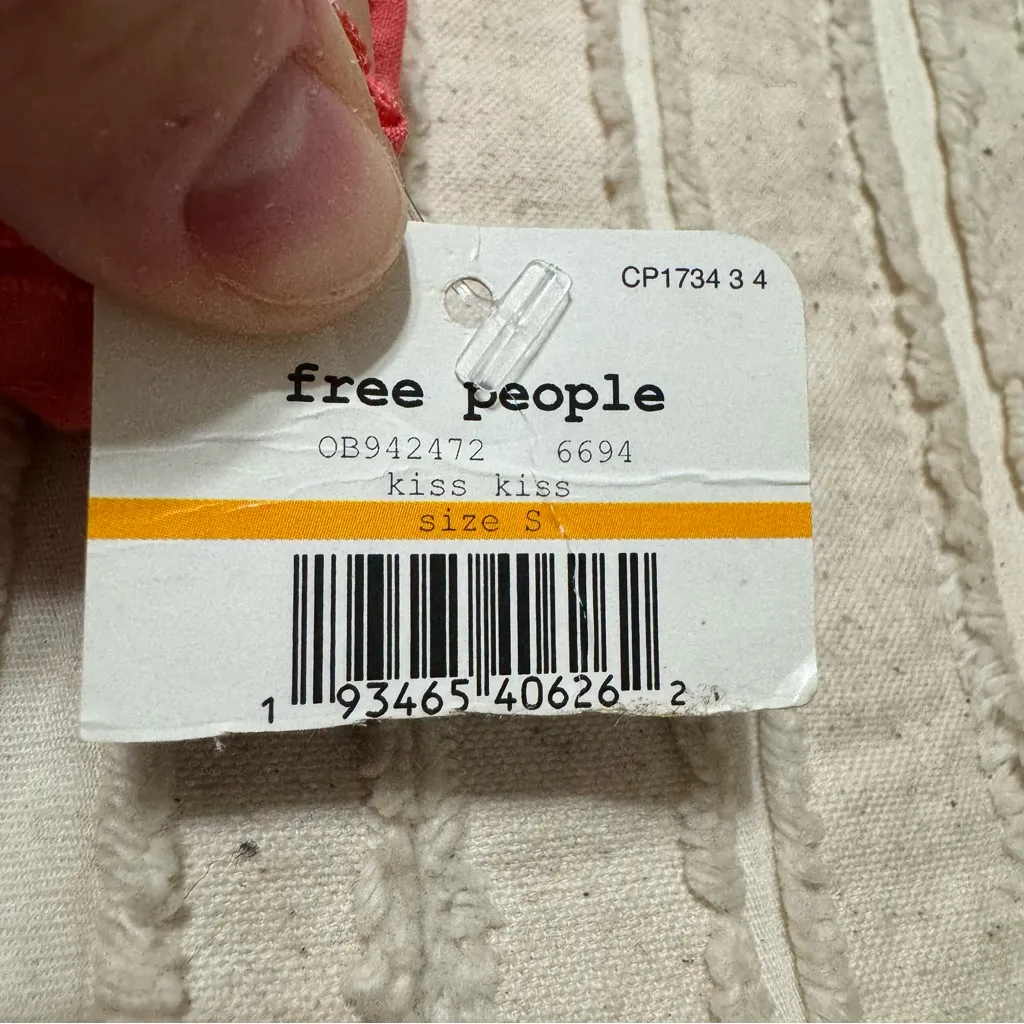 CP1734 3 4
free people
OB942472 6694
kiss kiss
size S
1 93465 40626 2